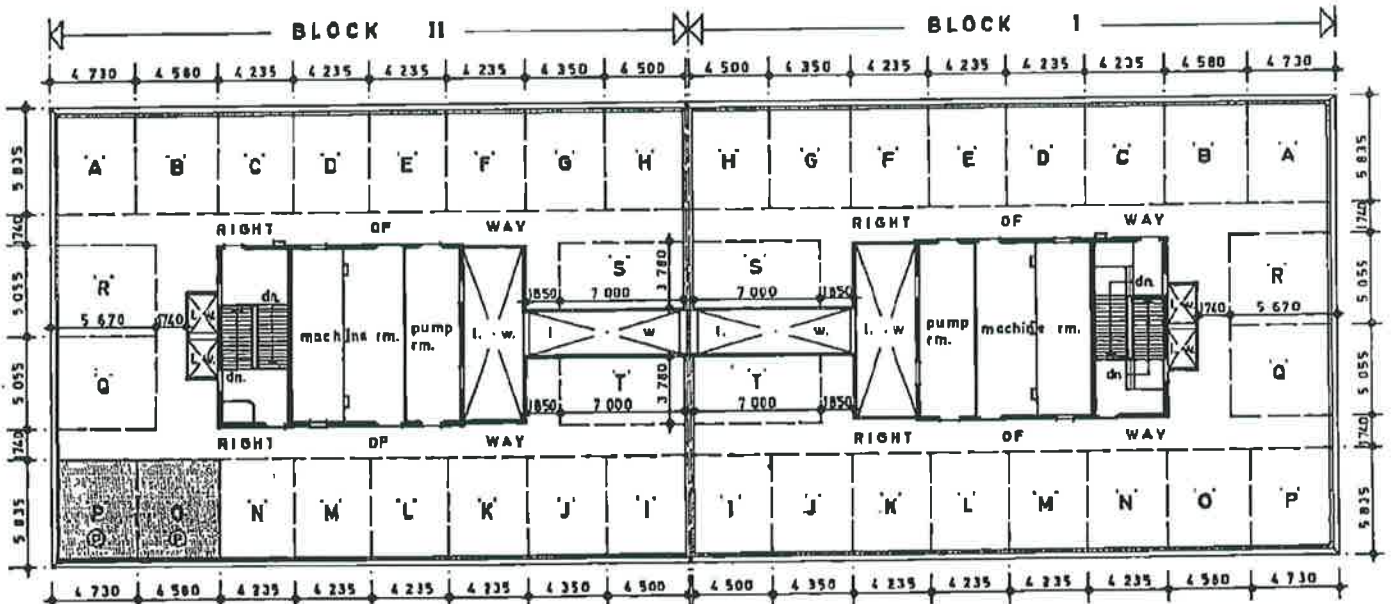 BLOCK II BLOCK I
4 730 4 580 4 235 4 235 4 235 4 235 4 350 4 500 4 500 4 350 4 235 4 235 4 235 4 235 4 580 4 730
5 835 'A' 'B' 'C' 'D' 'E' 'F' 'G' 'H' 'H' 'G' 'F' 'E' 'D' 'C' 'B' 'A' 5 835
1740 RIGHT OF WAY RIGHT OF WAY 1740
5 055 'R' 'S' 3 780 'S' 'R' 5 055
dn. dn.
1850 7 000 7 000 1850
5 670 1740 l. w. 1740 5 670
l. w. machine rm. pump rm. l. w. l. w. l. w. l. w. pump rm. machine rm. l. w.
5 055 'Q' dn. 'T' 3 780 'T' dn. 'Q' 5 055
1850 7 000 7 000 1850
1740 RIGHT OF WAY RIGHT OF WAY 1740
5 835 'P' 'O' 'N' 'M' 'L' 'K' 'J' 'I' 'I' 'J' 'K' 'L' 'M' 'N' 'O' 'P' 5 835
P P
4 730 4 580 4 235 4 235 4 235 4 235 4 350 4 500 4 500 4 350 4 235 4 235 4 235 4 235 4 580 4 730